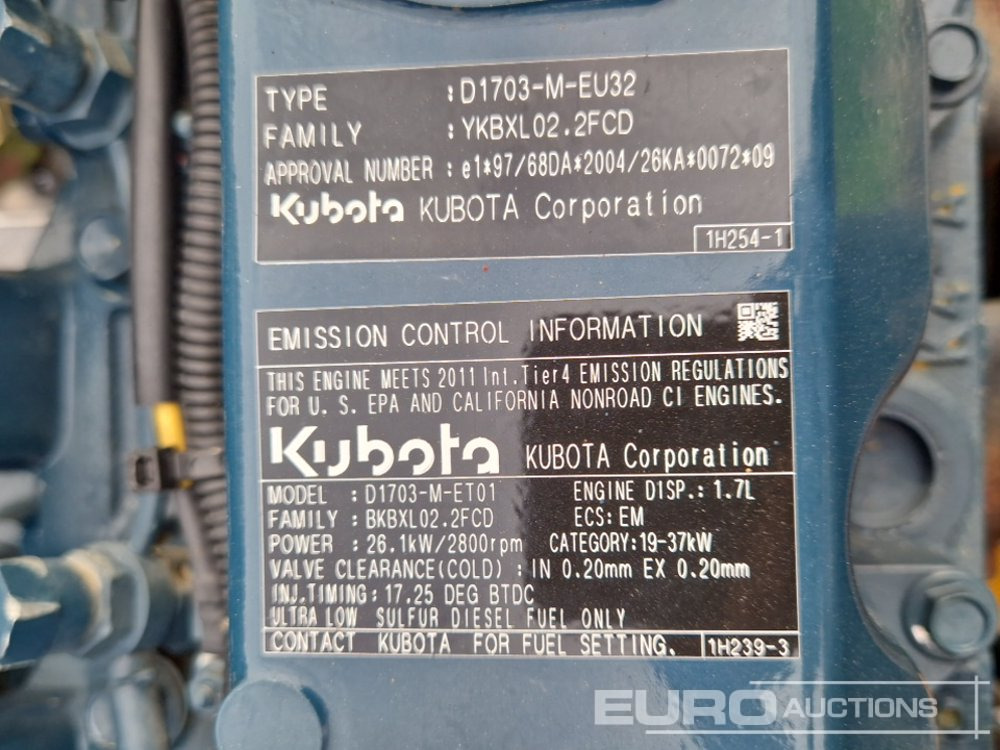 TYPE : D1703-M-EU32
FAMILY : YKBXL02.2FCD
APPROVAL NUMBER : e1*97/68DA*2004/26KA*0072*09
Kubota KUBOTA Corporation
1H254-1
EMISSION CONTROL INFORMATION
THIS ENGINE MEETS 2011 Int.Tier4 EMISSION REGULATIONS
FOR U. S. EPA AND CALIFORNIA NONROAD CI ENGINES.
Kubota KUBOTA Corporation
MODEL : D1703-M-ET01 ENGINE DISP.: 1.7L
FAMILY : BKBXL02.2FCD ECS: EM
POWER : 26.1kW/2800rpm CATEGORY:19-37kW
VALVE CLEARANCE(COLD) : IN 0.20mm EX 0.20mm
INJ.TIMING: 17.25 DEG BTDC
ULTRA LOW SULFUR DIESEL FUEL ONLY
CONTACT KUBOTA FOR FUEL SETTING. 1H239-3
EURO AUCTIONS